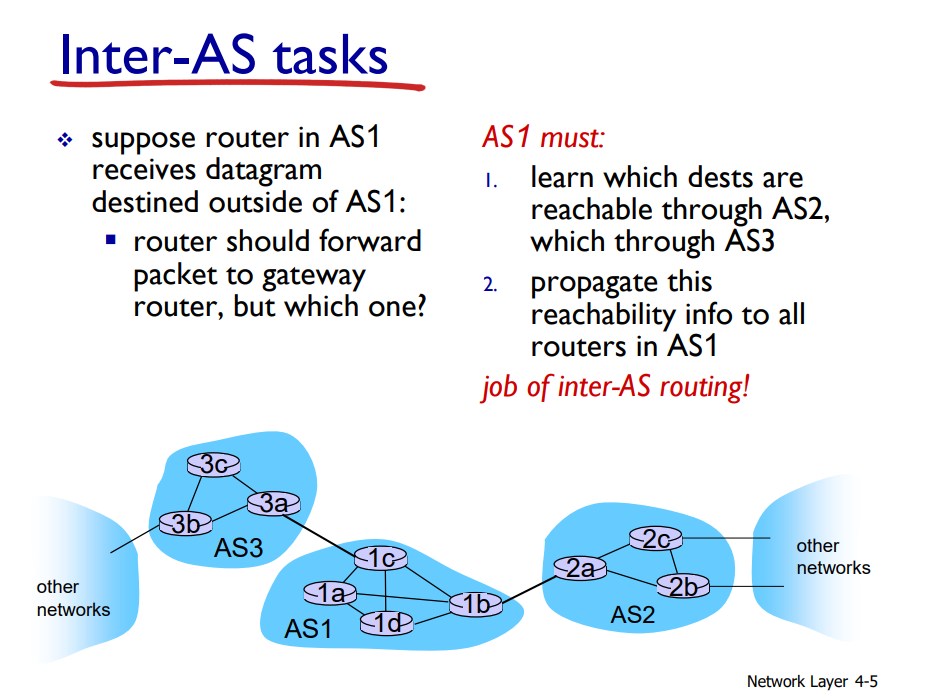 Inter-AS tasks
❖ suppose router in AS1
receives datagram
destined outside of AS1:
▪ router should forward
packet to gateway
router, but which one?
AS1 must:
1. learn which dests are
reachable through AS2,
which through AS3
2. propagate this
reachability info to all
routers in AS1
job of inter-AS routing!
3c
3a
3b
AS3
other
networks
1c
1a
1b
1d
AS1
2c
2a
2b
AS2
other
networks
Network Layer 4-5